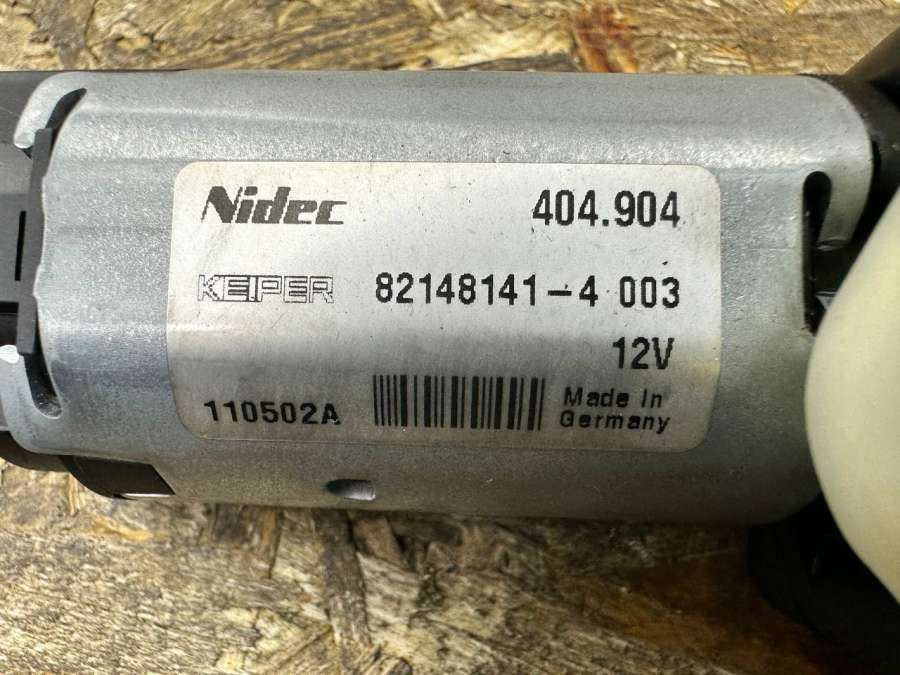 Nidec 404.904
KEIPER 82148141-4 003
12V
110502A Made In
Germany